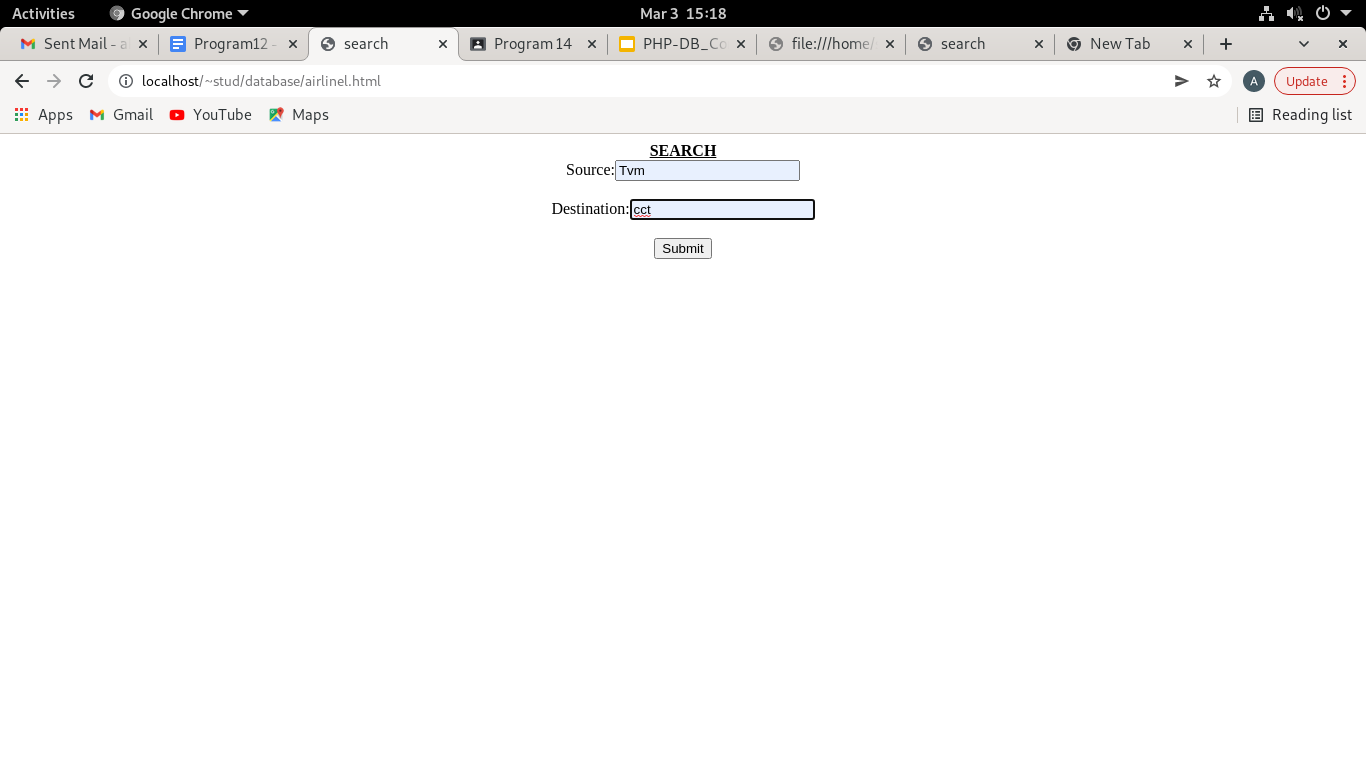 Activities Google Chrome Mar 3 15:18
Sent Mail - a Program12 - search Program 14 PHP-DB_Co file:///home/ search New Tab
localhost/~stud/database/airlinel.html A Update
Apps Gmail YouTube Maps Reading list
SEARCH
Source: Tvm
Destination: cct
Submit